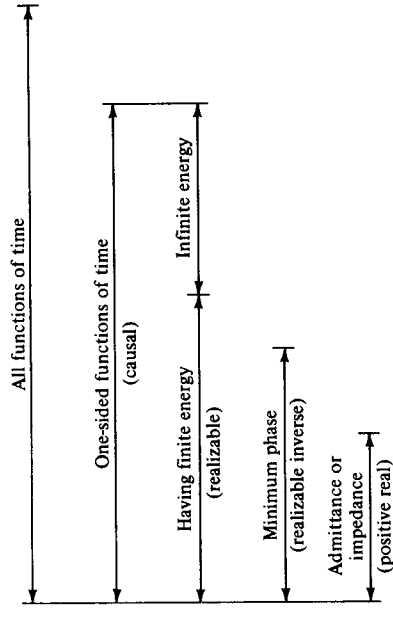 All functions of time
One-sided functions of time
(causal)
Infinite energy
Having finite energy
(realizable)
Minimum phase
(realizable inverse)
Admittance or
impedance
(positive real)